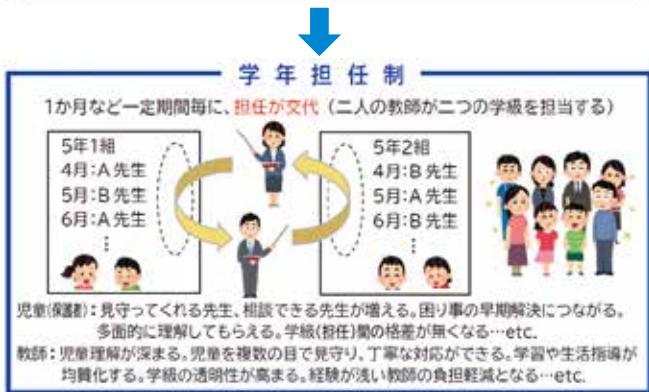 学年担任制
1か月など一定期間毎に、担任が交代（二人の教師が二つの学級を担当する）
5年1組
4月：A先生
5月：B先生
6月：A先生
⋮
5年2組
4月：B先生
5月：A先生
6月：B先生
⋮
児童(保護者)：見守ってくれる先生、相談できる先生が増える。困り事の早期解決につながる。
多面的に理解してもらえる。学級(担任)間の格差が無くなる…etc.
教師：児童理解が深まる。児童を複数の目で見守り、丁寧な対応ができる。学習や生活指導が
均質化する。学級の透明性が高まる。経験が浅い教師の負担軽減となる…etc.